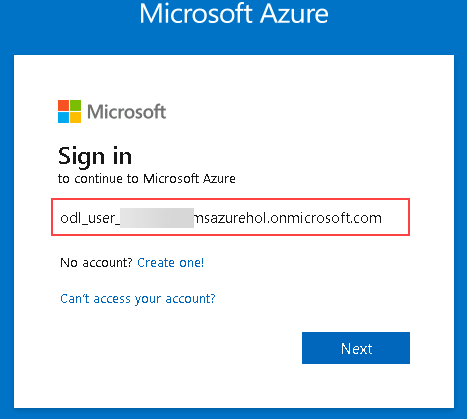 Microsoft Azure
Microsoft
Sign in
to continue to Microsoft Azure
odl_user_ msazurehol.onmicrosoft.com
No account? Create one!
Can't access your account?
Next